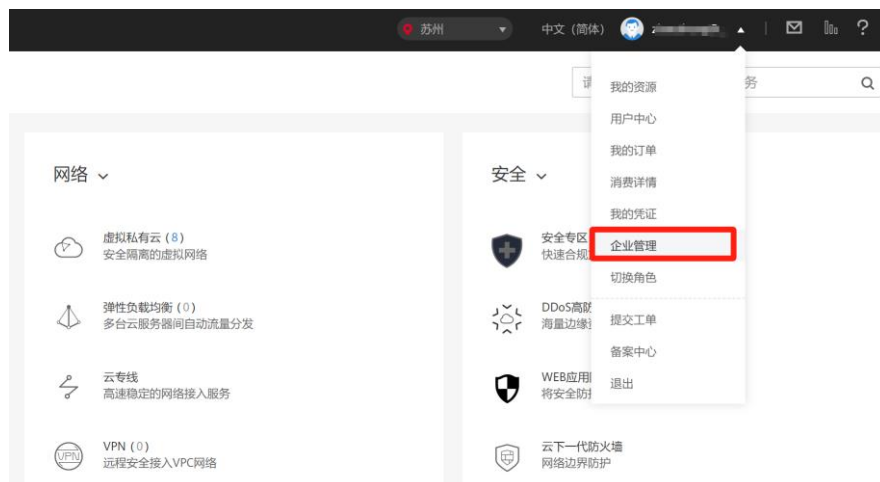 苏州
中文（简体）
请
务
我的资源
用户中心
我的订单
消费详情
我的凭证
企业管理
切换角色
提交工单
备案中心
退出
网络
虚拟私有云 (8)
安全隔离的虚拟网络
弹性负载均衡 (0)
多台云服务器间自动流量分发
云专线
高速稳定的网络接入服务
VPN (0)
VPN
远程安全接入VPC网络
安全
安全专区
快速合规
DDoS高防
海量边缘
WEB应用
将安全防
云下一代防火墙
网络边界防护